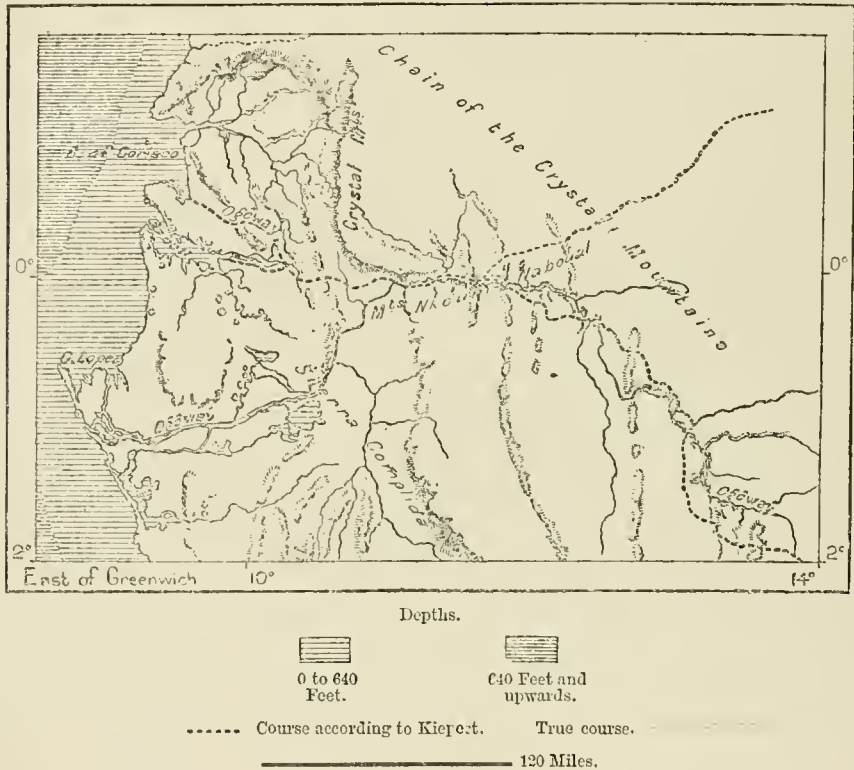 Chain of the Crystal Mountains
B. of Corisco
Crystal Mts
Ogoway
0°
0°
Mts Nkou
Naboul
C. Lopez
Ogoway
Complida
Ogoway
2°
2°
East of Greenwich
10°
14°
Depths.
0 to 640
Feet.
640 Feet and
upwards.
Course according to Kiepert.
True course.
120 Miles.